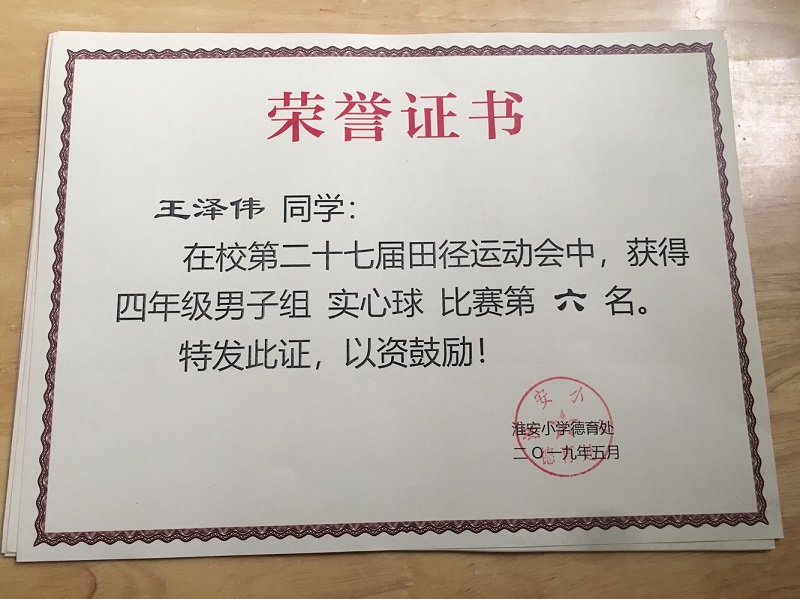 荣誉证书
王泽伟 同学：
在校第二十七届田径运动会中，获得
四年级男子组 实心球 比赛第 六 名。
特发此证，以资鼓励！
淮安小学德育处
二〇一九年五月